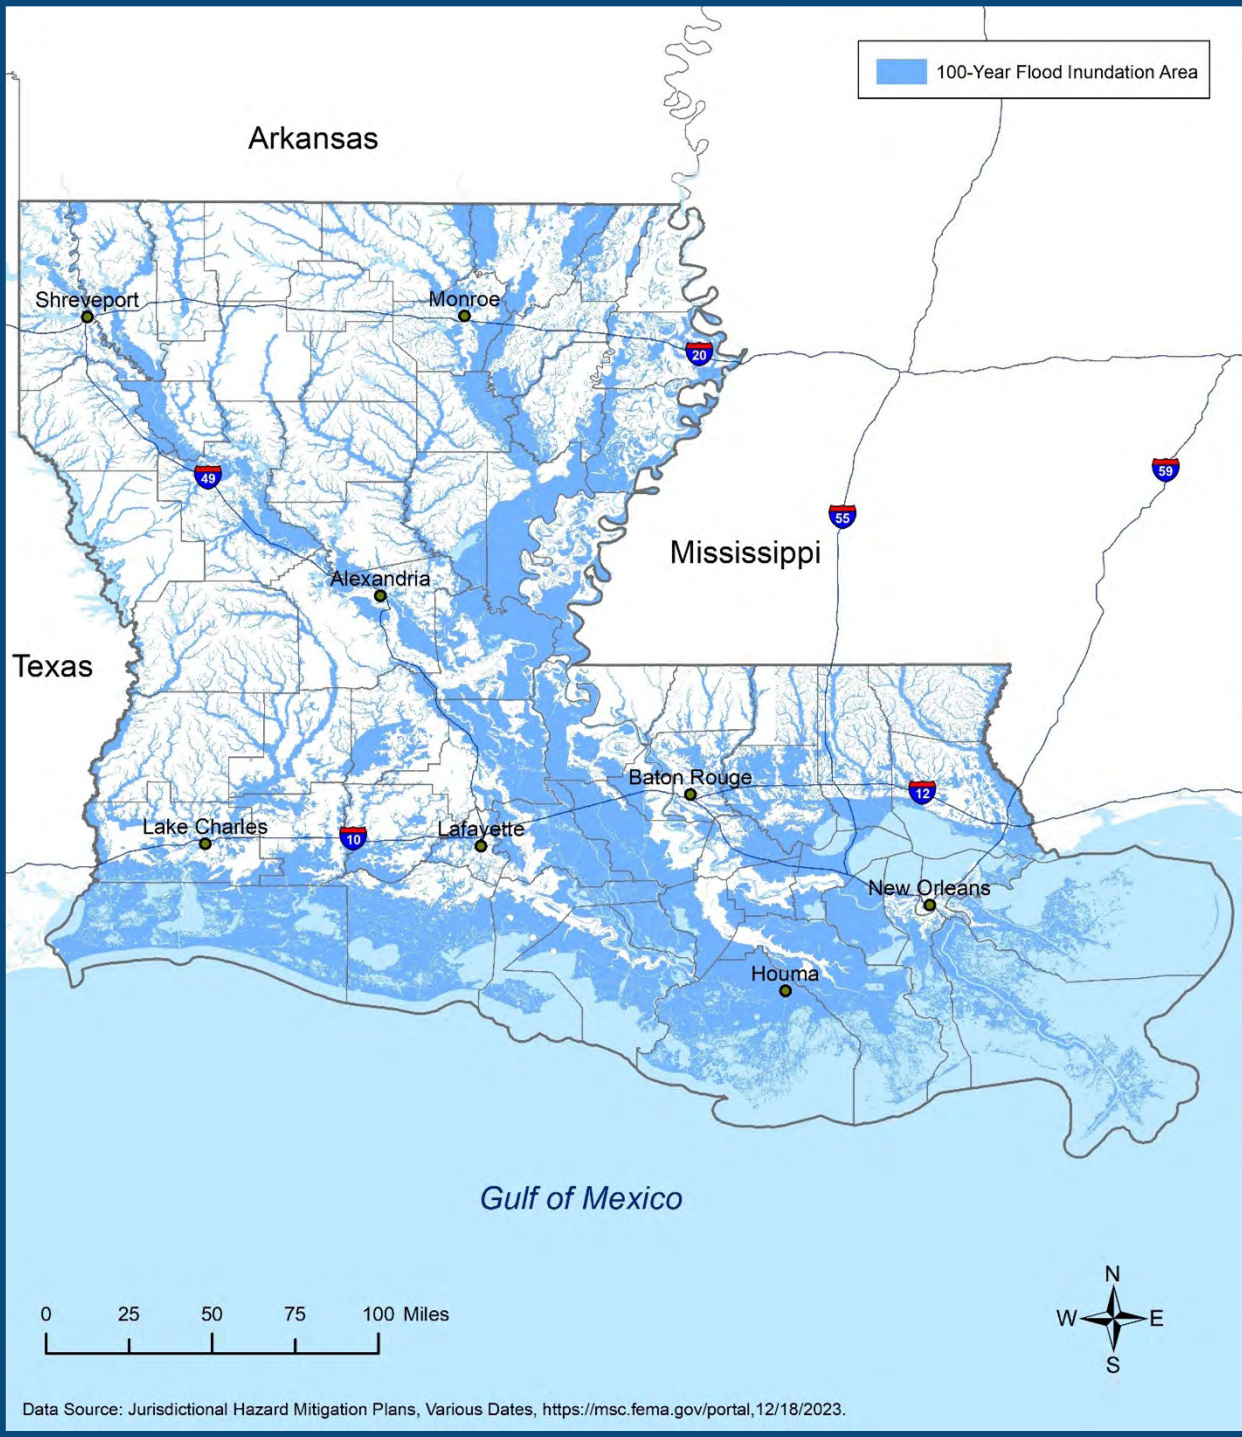 100-Year Flood Inundation Area
Arkansas
Shreveport
Monroe
20
49
59
55
Mississippi
Alexandria
Texas
Baton Rouge
12
Lake Charles
10
Lafayette
New Orleans
Houma
Gulf of Mexico
N
W E
S
0 25 50 75 100 Miles
Data Source: Jurisdictional Hazard Mitigation Plans, Various Dates, https://msc.fema.gov/portal,12/18/2023.